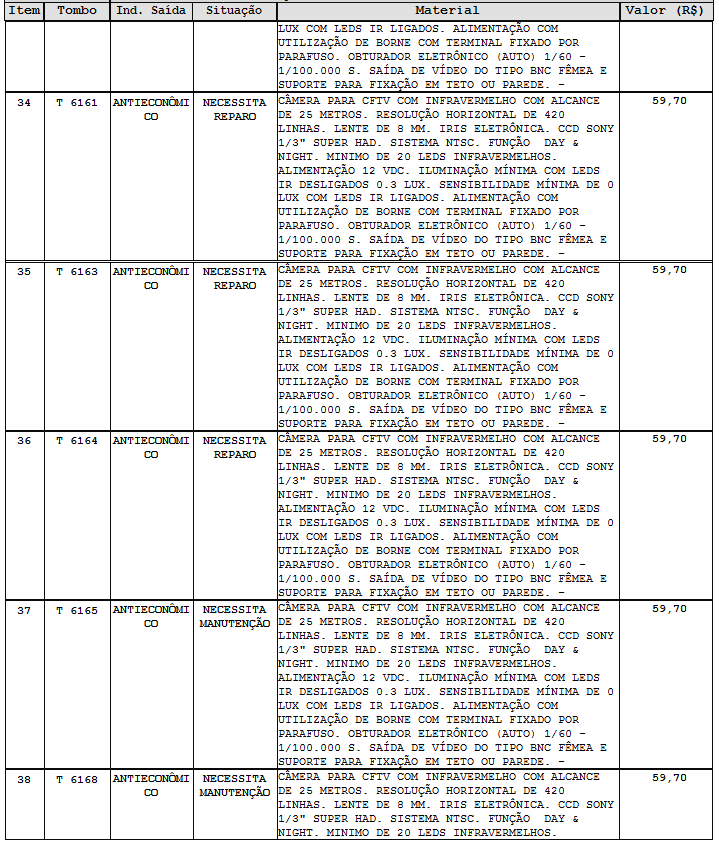 Item Tombo Ind. Saída Situação Material Valor (R$)
LUX COM LEDS IR LIGADOS. ALIMENTAÇÃO COM
UTILIZAÇÃO DE BORNE COM TERMINAL FIXADO POR
PARAFUSO. OBTURADOR ELETRÔNICO (AUTO) 1/60 –
1/100.000 S. SAÍDA DE VÍDEO DO TIPO BNC FÊMEA E
SUPORTE PARA FIXAÇÃO EM TETO OU PAREDE. –
34 T 6161 ANTIECONÔMI NECESSITA CÂMERA PARA CFTV COM INFRAVERMELHO COM ALCANCE 59,70
CO REPARO DE 25 METROS. RESOLUÇÃO HORIZONTAL DE 420
LINHAS. LENTE DE 8 MM. IRIS ELETRÔNICA. CCD SONY
1/3" SUPER HAD. SISTEMA NTSC. FUNÇÃO  DAY &
NIGHT. MINIMO DE 20 LEDS INFRAVERMELHOS.
ALIMENTAÇÃO 12 VDC. ILUMINAÇÃO MÍNIMA COM LEDS
IR DESLIGADOS 0.3 LUX. SENSIBILIDADE MÍNIMA DE 0
LUX COM LEDS IR LIGADOS. ALIMENTAÇÃO COM
UTILIZAÇÃO DE BORNE COM TERMINAL FIXADO POR
PARAFUSO. OBTURADOR ELETRÔNICO (AUTO) 1/60 –
1/100.000 S. SAÍDA DE VÍDEO DO TIPO BNC FÊMEA E
SUPORTE PARA FIXAÇÃO EM TETO OU PAREDE. –
35 T 6163 ANTIECONÔMI NECESSITA CÂMERA PARA CFTV COM INFRAVERMELHO COM ALCANCE 59,70
CO REPARO DE 25 METROS. RESOLUÇÃO HORIZONTAL DE 420
LINHAS. LENTE DE 8 MM. IRIS ELETRÔNICA. CCD SONY
1/3" SUPER HAD. SISTEMA NTSC. FUNÇÃO  DAY &
NIGHT. MINIMO DE 20 LEDS INFRAVERMELHOS.
ALIMENTAÇÃO 12 VDC. ILUMINAÇÃO MÍNIMA COM LEDS
IR DESLIGADOS 0.3 LUX. SENSIBILIDADE MÍNIMA DE 0
LUX COM LEDS IR LIGADOS. ALIMENTAÇÃO COM
UTILIZAÇÃO DE BORNE COM TERMINAL FIXADO POR
PARAFUSO. OBTURADOR ELETRÔNICO (AUTO) 1/60 –
1/100.000 S. SAÍDA DE VÍDEO DO TIPO BNC FÊMEA E
SUPORTE PARA FIXAÇÃO EM TETO OU PAREDE. –
36 T 6164 ANTIECONÔMI NECESSITA CÂMERA PARA CFTV COM INFRAVERMELHO COM ALCANCE 59,70
CO REPARO DE 25 METROS. RESOLUÇÃO HORIZONTAL DE 420
LINHAS. LENTE DE 8 MM. IRIS ELETRÔNICA. CCD SONY
1/3" SUPER HAD. SISTEMA NTSC. FUNÇÃO  DAY &
NIGHT. MINIMO DE 20 LEDS INFRAVERMELHOS.
ALIMENTAÇÃO 12 VDC. ILUMINAÇÃO MÍNIMA COM LEDS
IR DESLIGADOS 0.3 LUX. SENSIBILIDADE MÍNIMA DE 0
LUX COM LEDS IR LIGADOS. ALIMENTAÇÃO COM
UTILIZAÇÃO DE BORNE COM TERMINAL FIXADO POR
PARAFUSO. OBTURADOR ELETRÔNICO (AUTO) 1/60 –
1/100.000 S. SAÍDA DE VÍDEO DO TIPO BNC FÊMEA E
SUPORTE PARA FIXAÇÃO EM TETO OU PAREDE. –
37 T 6165 ANTIECONÔMI NECESSITA CÂMERA PARA CFTV COM INFRAVERMELHO COM ALCANCE 59,70
CO MANUTENÇÃO DE 25 METROS. RESOLUÇÃO HORIZONTAL DE 420
LINHAS. LENTE DE 8 MM. IRIS ELETRÔNICA. CCD SONY
1/3" SUPER HAD. SISTEMA NTSC. FUNÇÃO  DAY &
NIGHT. MINIMO DE 20 LEDS INFRAVERMELHOS.
ALIMENTAÇÃO 12 VDC. ILUMINAÇÃO MÍNIMA COM LEDS
IR DESLIGADOS 0.3 LUX. SENSIBILIDADE MÍNIMA DE 0
LUX COM LEDS IR LIGADOS. ALIMENTAÇÃO COM
UTILIZAÇÃO DE BORNE COM TERMINAL FIXADO POR
PARAFUSO. OBTURADOR ELETRÔNICO (AUTO) 1/60 –
1/100.000 S. SAÍDA DE VÍDEO DO TIPO BNC FÊMEA E
SUPORTE PARA FIXAÇÃO EM TETO OU PAREDE. –
38 T 6168 ANTIECONÔMI NECESSITA CÂMERA PARA CFTV COM INFRAVERMELHO COM ALCANCE 59,70
CO MANUTENÇÃO DE 25 METROS. RESOLUÇÃO HORIZONTAL DE 420
LINHAS. LENTE DE 8 MM. IRIS ELETRÔNICA. CCD SONY
1/3" SUPER HAD. SISTEMA NTSC. FUNÇÃO  DAY &
NIGHT. MINIMO DE 20 LEDS INFRAVERMELHOS.